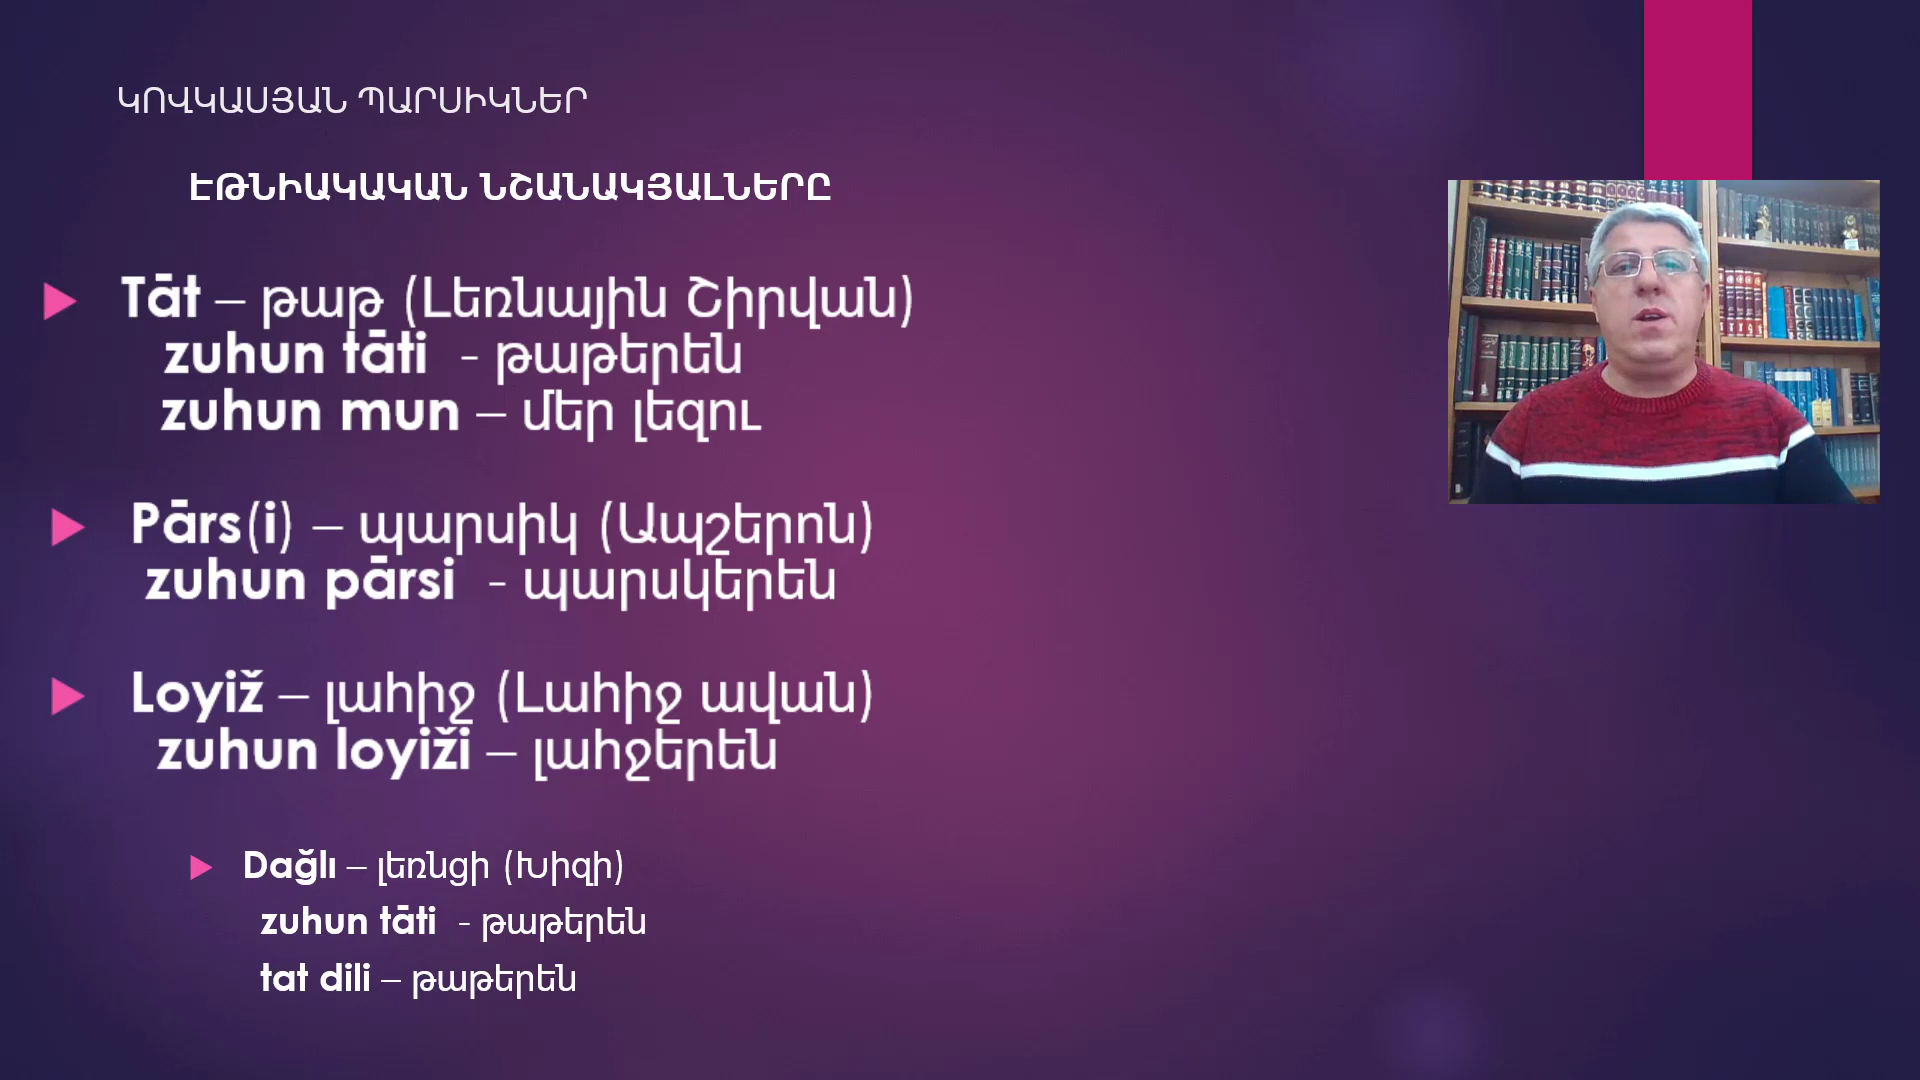 ԿՈՎԿԱՍՅԱՆ ՊԱՐՍԻԿՆԵՐ
ԷԹՆԻԱԿԱԿԱՆ ՆՇԱՆԱԿՅԱԼՆԵՐԸ
Tāt – թաթ (Լեռնային Շիրվան)
zuhun tāti - թաթերեն
zuhun mun – մեր լեզու
Pārs(i) – պարսիկ (Ապշերոն)
zuhun pārsi - պարսկերեն
Loyiž – լահիջ (Լահիջ ավան)
zuhun loyiži – լահջերեն
Dağlı – լեռնցի (Խիզի)
zuhun tāti - թաթերեն
tat dili – թաթերեն